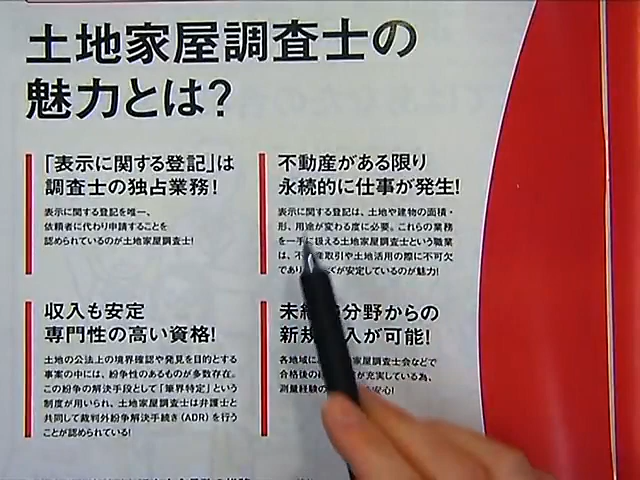 土地家屋調査士の
魅力とは?
「表示に関する登記」は
調査士の独占業務!
表示に関する登記を唯一、
依頼者に代わり申請することを
認められているのが土地家屋調査士!
不動産がある限り
永続的に仕事が発生!
表示に関する登記は、土地や建物の面積・
形、用途が変わる度に必要。これらの業務
を一手に扱える土地家屋調査士という職業
は、不動産取引や土地活用の際に不可欠
であり、が安定しているのが魅力!
収入も安定
専門性の高い資格!
土地の公法上の境界確認や発見を目的とする
事案の中には、紛争性のあるものが多数存在。
この紛争の解決手段として「筆界特定」という
制度が用いられ、土地家屋調査士は弁護士と
共同して裁判外紛争解決手続き(ADR)を行う
ことが認められている!
未経 分野からの
新規 入が可能!
各地域に 家屋調査士会などで
合格後の が充実している為、
測量経験の 安心!